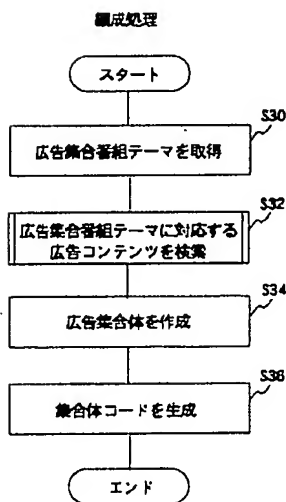 編成処理
スタート
S30
広告集合番組テーマを取得
S32
広告集合番組テーマに対応する
広告コンテンツを検索
S34
広告集合体を作成
S36
集合体コードを生成
エンド